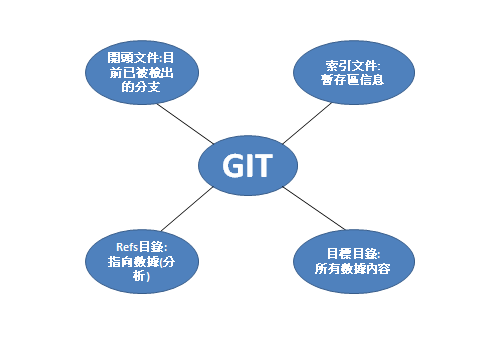 開頭文件:目
前已被檢出
的分支
索引文件:
暫存區信息
GIT
Refs目錄:
指向數據(分
析)
目標目錄:
所有數據內容